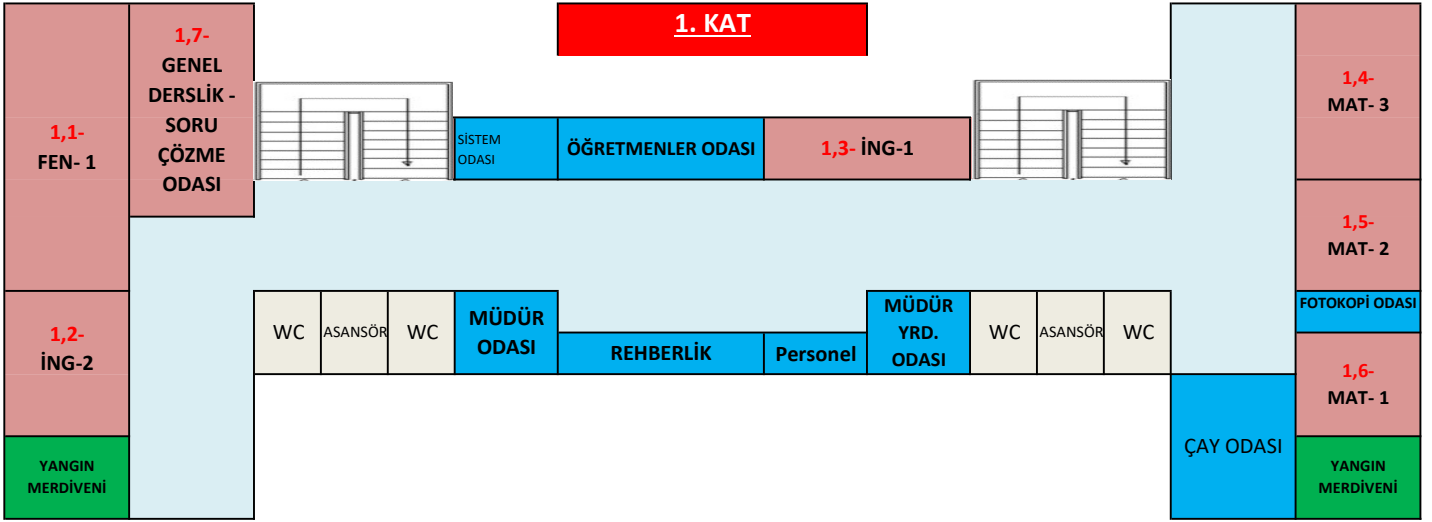 1. KAT
1,1-
FEN- 1
1,7-
GENEL
DERSLİK -
SORU
ÇÖZME
ODASI
SİSTEM
ODASI
ÖĞRETMENLER ODASI
1,3- İNG-1
1,4-
MAT- 3
1,5-
MAT- 2
FOTOKOPİ ODASI
1,2-
İNG-2
WC
ASANSÖR
WC
MÜDÜR
ODASI
REHBERLİK
Personel
MÜDÜR
YRD.
ODASI
WC
ASANSÖR
WC
1,6-
MAT- 1
YANGIN
MERDİVENİ
ÇAY ODASI
YANGIN
MERDİVENİ